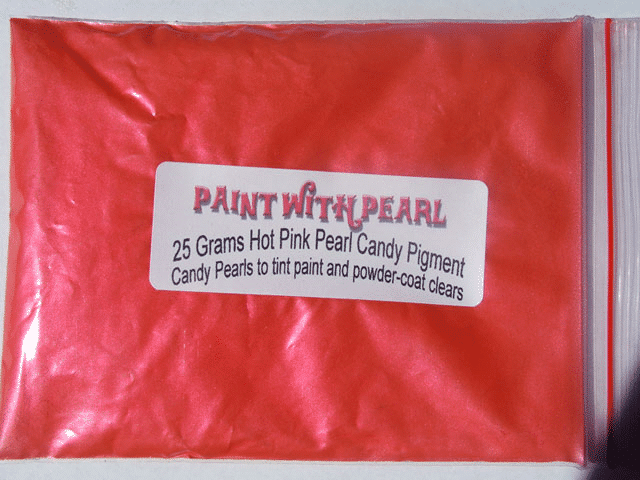 PAINT WITH PEARL
25 Grams Hot Pink Pearl Candy Pigment
Candy Pearls to tint paint and powder-coat clears